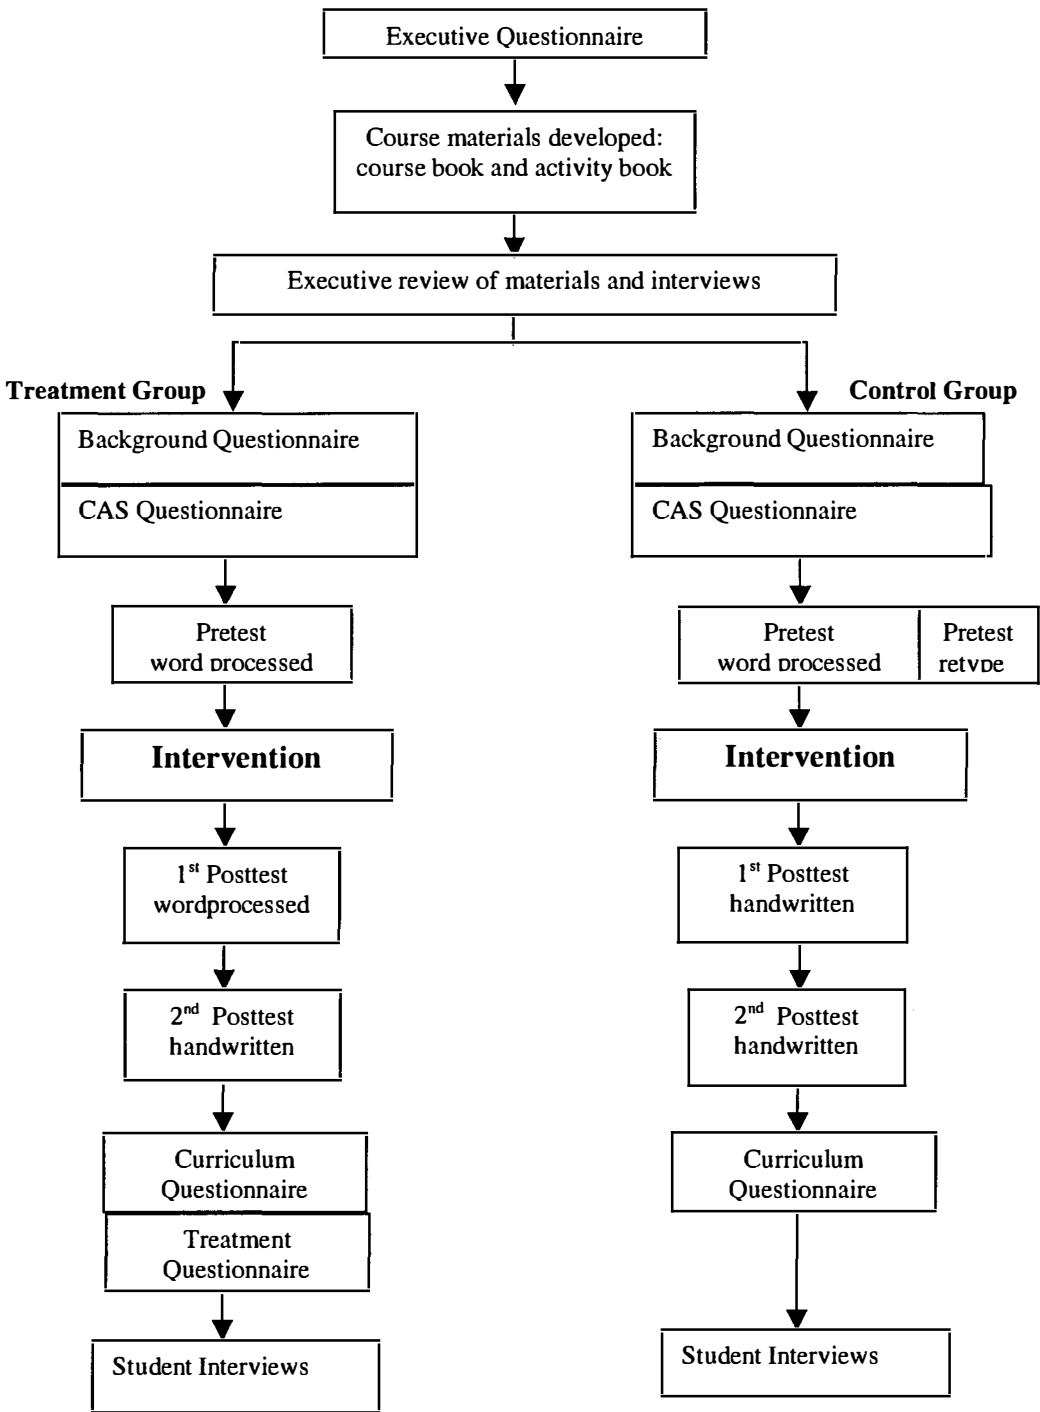 Executive Questionnaire
Course materials developed:
course book and activity book
Executive review of materials and interviews
Treatment Group
Control Group
Background Questionnaire
CAS Questionnaire
Background Questionnaire
CAS Questionnaire
Pretest
word processed
Pretest
word processed
Pretest
retype
Intervention
Intervention
1st Posttest
wordprocessed
1st Posttest
handwritten
2nd Posttest
handwritten
2nd Posttest
handwritten
Curriculum
Questionnaire
Treatment
Questionnaire
Curriculum
Questionnaire
Student Interviews
Student Interviews